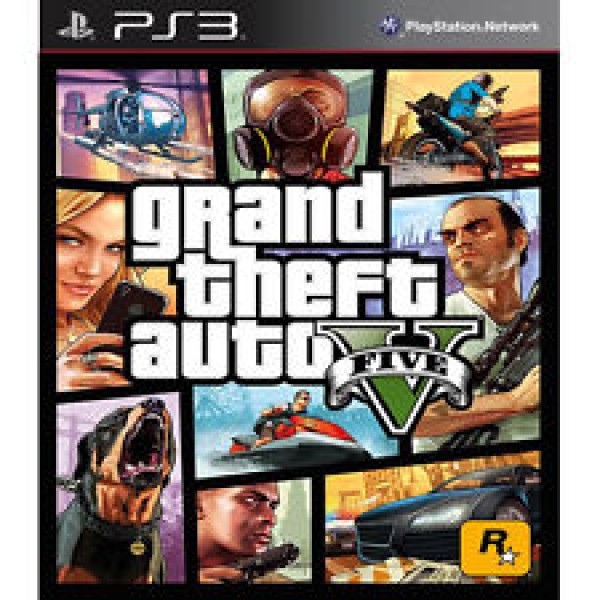 PS3
PlayStation Network
grand
theft
auto V
FIVE
R